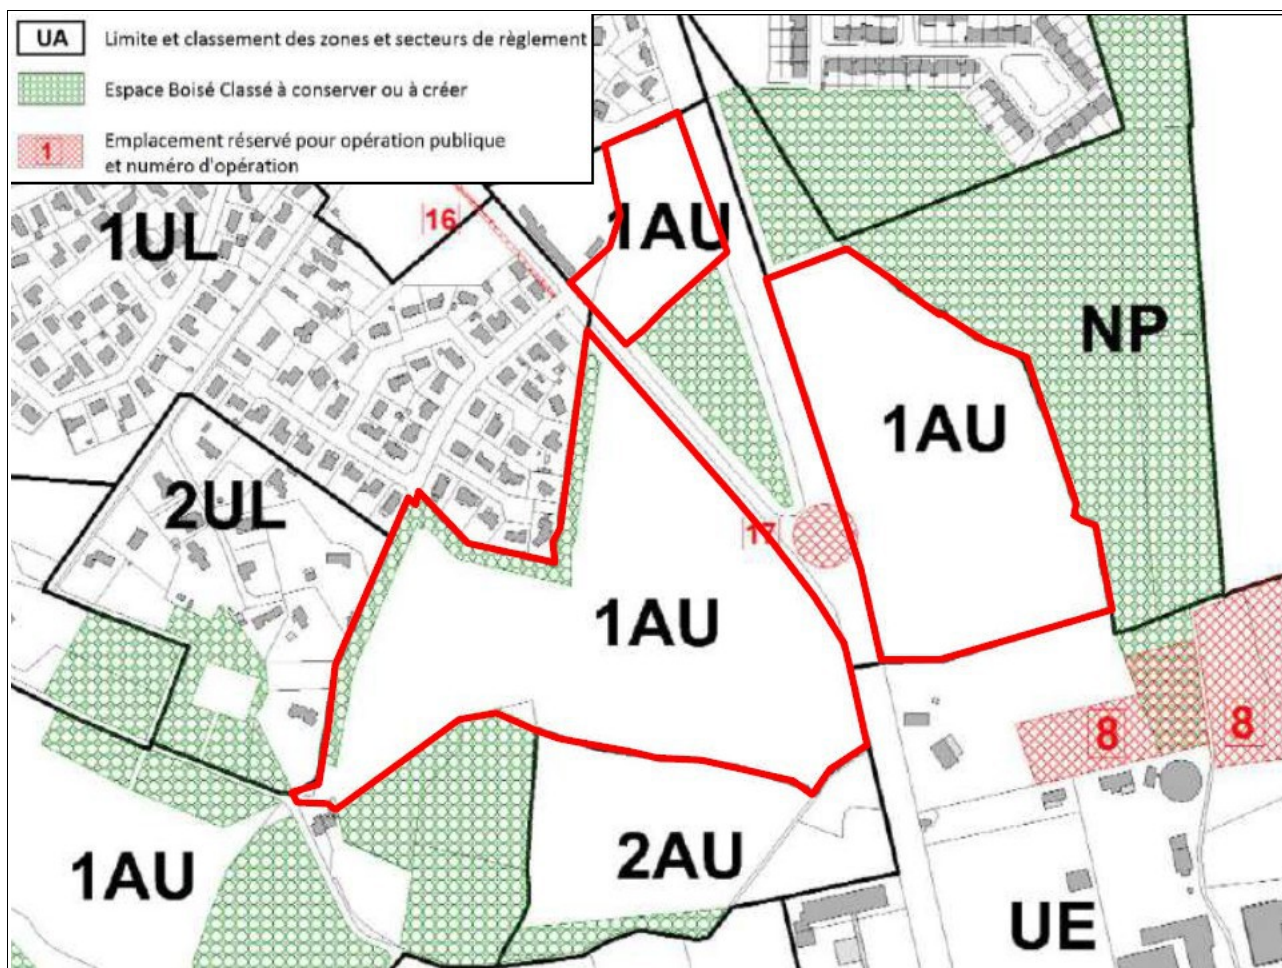 UA Limite et classement des zones et secteurs de règlement
Espace Boisé Classé à conserver ou à créer
1 Emplacement réservé pour opération publique
et numéro d'opération
16
1UL
1AU
NP
1AU
2UL
17
1AU
8
8
1AU
2AU
UE